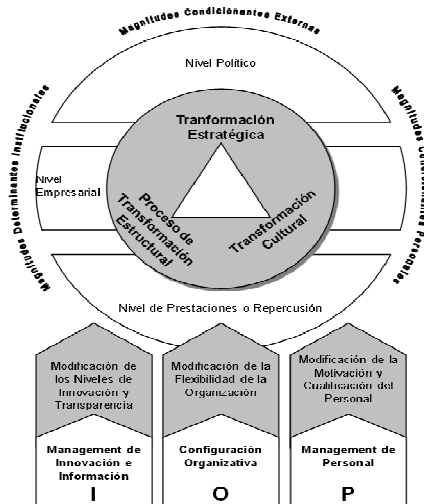 Magnitudes Condicionentes Externas
Nivel Político
Magnitudes Determinantes Institucionales
Tranformación
Estratégica
Nivel
Empresarial
Proceso de
Transformación
Estructural
Transformación
Cultural
Personales
Nivel de Prestaciones o Repercusión
Modificación de
los Niveles de
Innovación y
Transparencia
Modificación de la
Flexibilidad de la
Organización
Modificación de la
Motivación y
Cualificación del
Personal
Management de
Innovación e
Información
I
Configuración
Organizativa
O
Management de
Personal
P